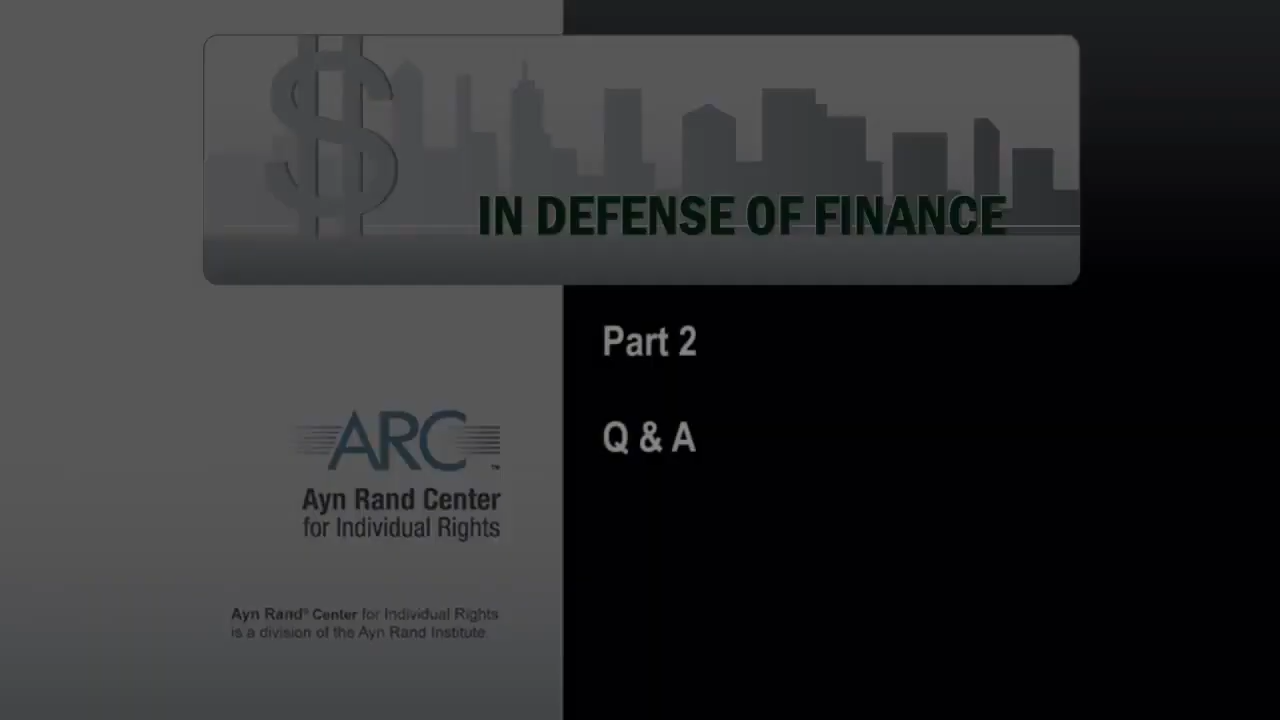 IN DEFENSE OF FINANCE
Part 2
Q & A
ARC™
Ayn Rand Center
for Individual Rights
Ayn Rand® Center for Individual Rights
is a division of the Ayn Rand Institute